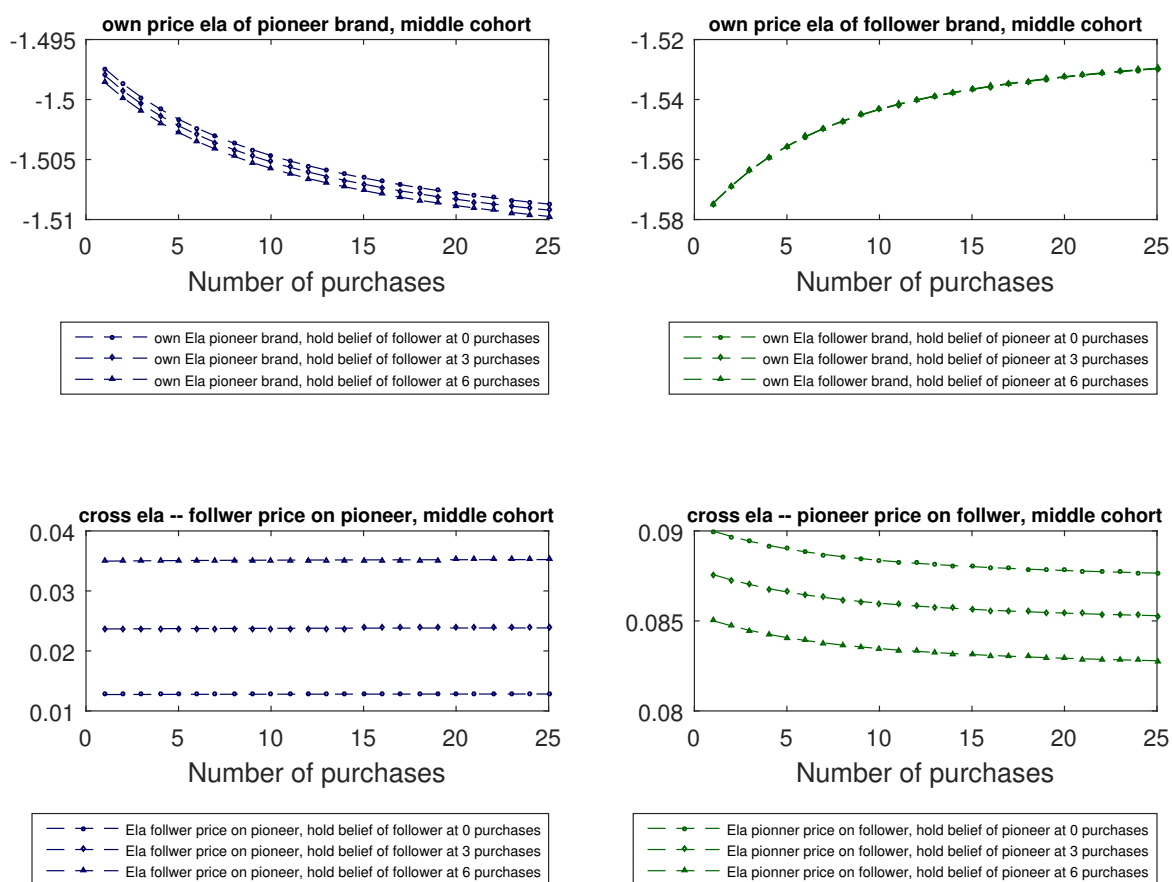 own price ela of pioneer brand, middle cohort
-1.495
-1.5
-1.505
-1.51
0 5 10 15 20 25
Number of purchases
own Ela pioneer brand, hold belief of follower at 0 purchases
own Ela pioneer brand, hold belief of follower at 3 purchases
own Ela pioneer brand, hold belief of follower at 6 purchases
own price ela of follower brand, middle cohort
-1.52
-1.54
-1.56
-1.58
0 5 10 15 20 25
Number of purchases
own Ela follower brand, hold belief of pioneer at 0 purchases
own Ela follower brand, hold belief of pioneer at 3 purchases
own Ela follower brand, hold belief of pioneer at 6 purchases
cross ela -- follwer price on pioneer, middle cohort
0.04
0.03
0.02
0.01
0 5 10 15 20 25
Number of purchases
Ela follwer price on pioneer, hold belief of follower at 0 purchases
Ela follwer price on pioneer, hold belief of follower at 3 purchases
Ela follwer price on pioneer, hold belief of follower at 6 purchases
cross ela -- pioneer price on follwer, middle cohort
0.09
0.085
0.08
0 5 10 15 20 25
Number of purchases
Ela pionner price on follower, hold belief of pioneer at 0 purchases
Ela pionner price on follower, hold belief of pioneer at 3 purchases
Ela pionner price on follower, hold belief of pioneer at 6 purchases